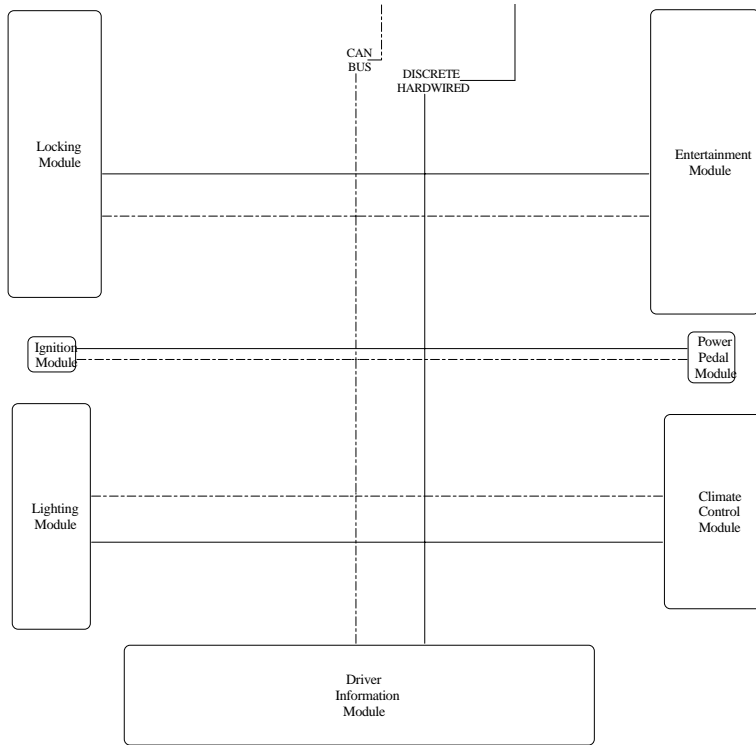 CAN
BUS
DISCRETE
HARDWIRED
Locking
Module
Entertainment
Module
Ignition
Module
Power
Pedal
Module
Lighting
Module
Climate
Control
Module
Driver
Information
Module